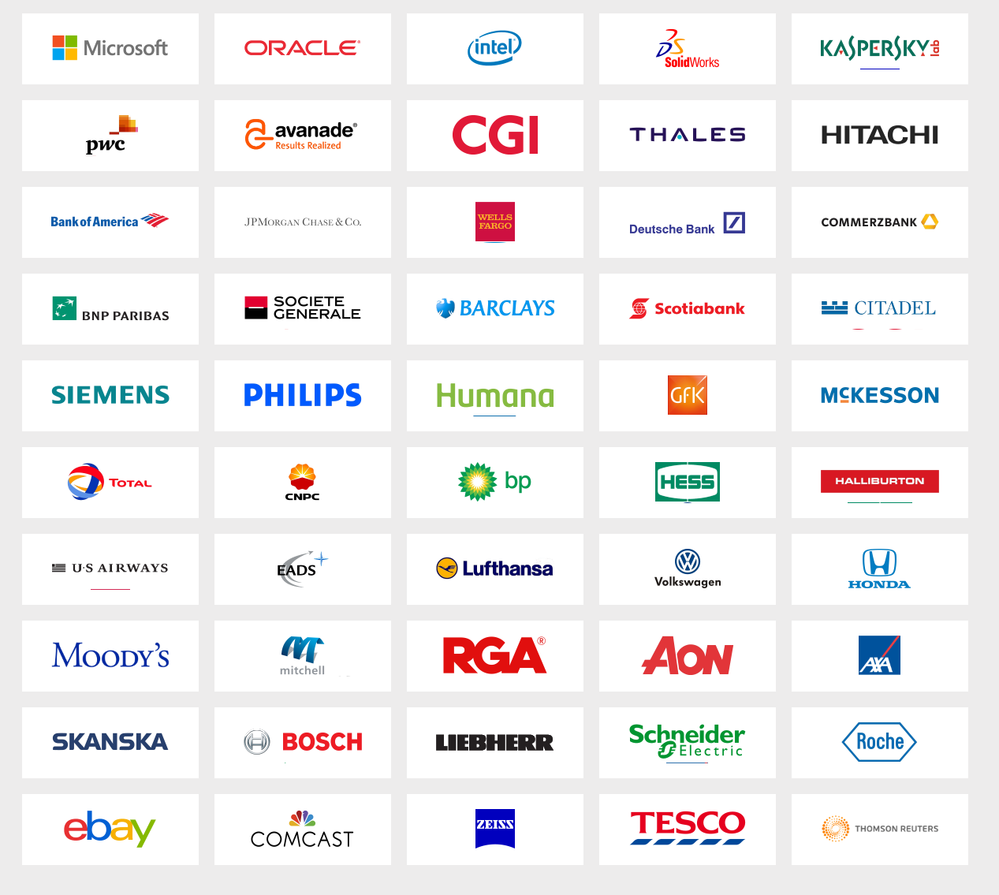 Microsoft
ORACLE®
intel
SolidWorks
KASPERSKY lab
pwc
avanade®
Results Realized
CGI
THALES
HITACHI
Bank of America
JPMORGAN CHASE & CO.
WELLS
FARGO
Deutsche Bank
COMMERZBANK
BNP PARIBAS
SOCIETE
GENERALE
BARCLAYS
Scotiabank
CITADEL
SIEMENS
PHILIPS
Humana
GfK
McKESSON
TOTAL
CNPC
bp
HESS
HALLIBURTON
U·S AIRWAYS
EADS
Lufthansa
Volkswagen
HONDA
MOODY'S
mitchell
RGA®
AON
AXA
SKANSKA
BOSCH
LIEBHERR
Schneider
Electric
Roche
ebay
COMCAST
ZEISS
TESCO
THOMSON REUTERS